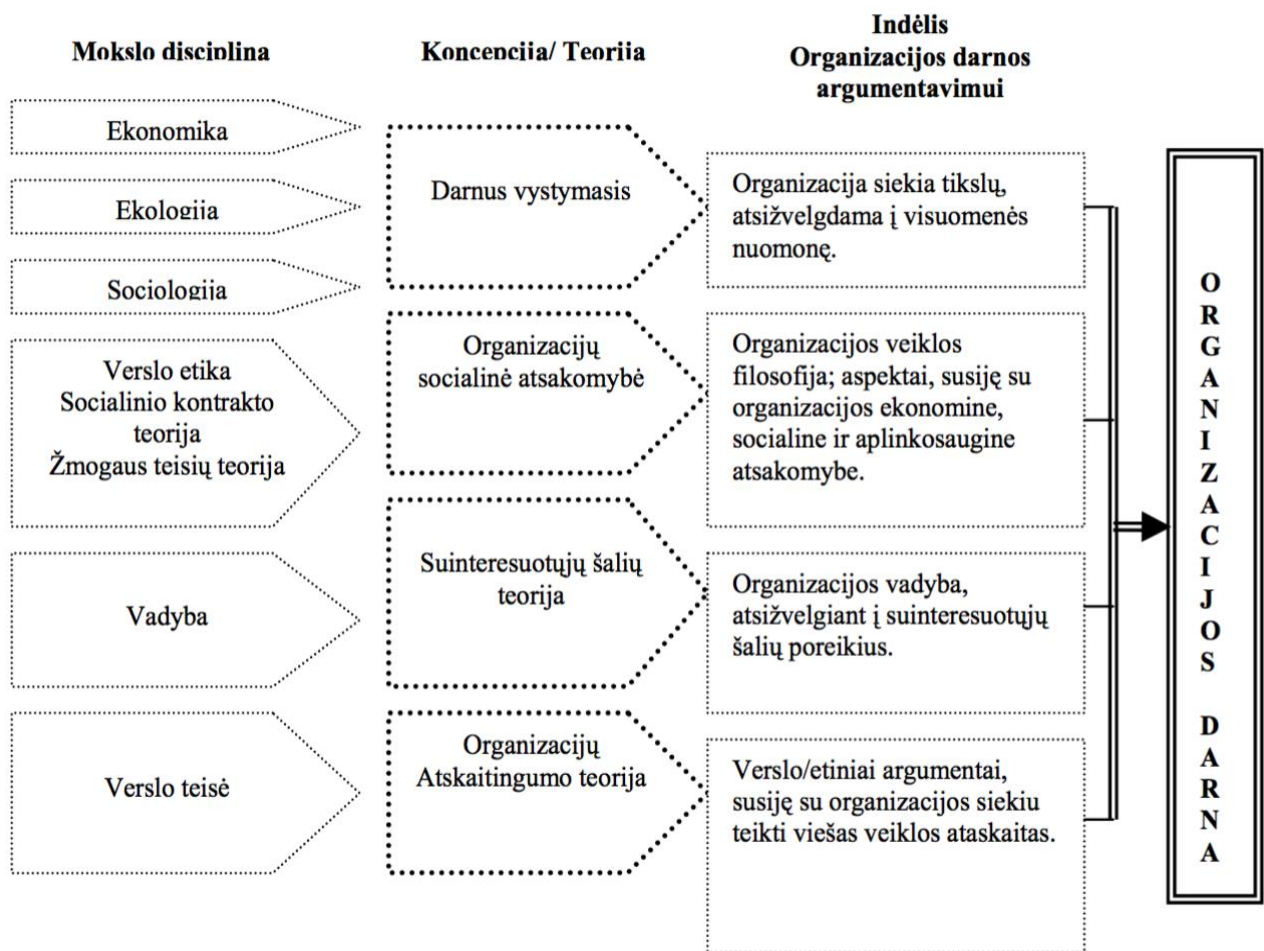 Mokslo disciplina
Koncepcija/ Teorija
Indėlis
Organizacijos darnos
argumentavimui
Ekonomika
Ekologija
Sociologija
Verslo etika
Socialinio kontrakto
teorija
Žmogaus teisių teorija
Vadyba
Verslo teisė
Darnus vystymasis
Organizacijų
socialinė atsakomybė
Suinteresuotųjų šalių
teorija
Organizacijų
Atskaitingumo teorija
Organizacija siekia tikslų,
atsižvelgdama į visuomenės
nuomonę.
Organizacijos veiklos
filosofija; aspektai, susiję su
organizacijos ekonomine,
socialine ir aplinkosaugine
atsakomybe.
Organizacijos vadyba,
atsižvelgiant į suinteresuotųjų
šalių poreikius.
Verslo/etiniai argumentai,
susiję su organizacijos siekiu
teikti viešas veiklos ataskaitas.
ORGANIZACIJOS DARNA